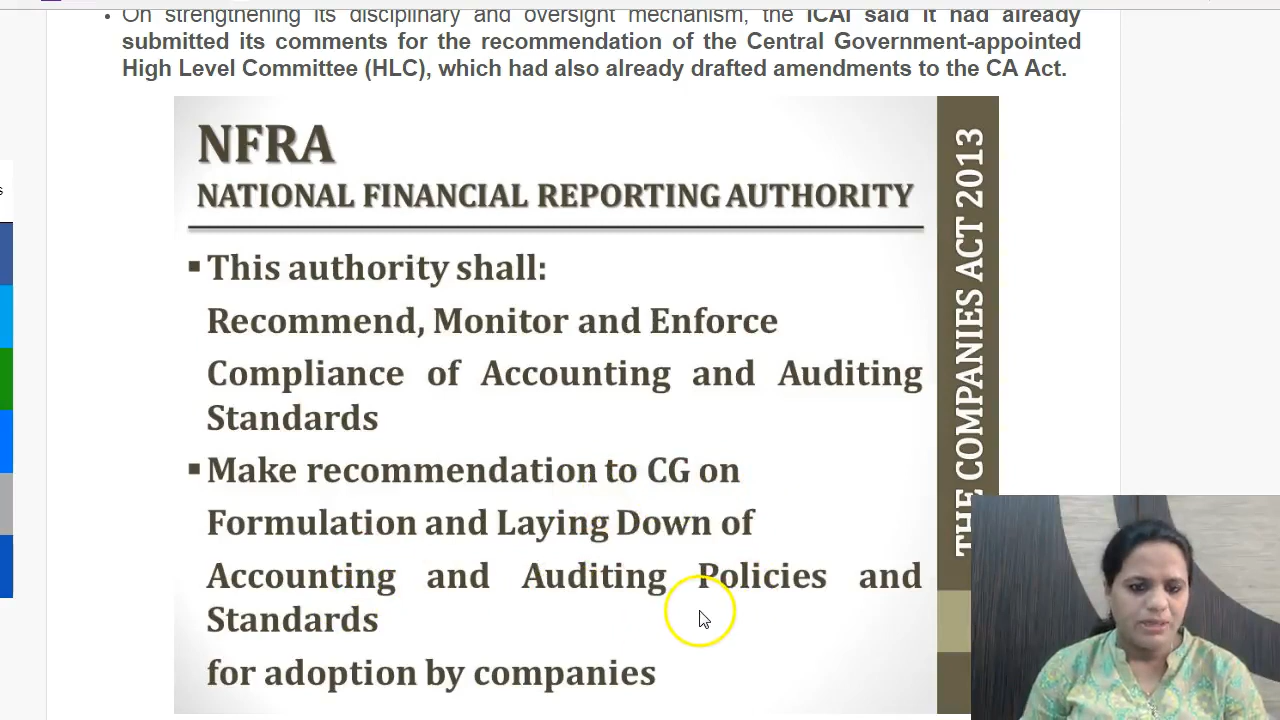 • On strengthening its disciplinary and oversight mechanism, the ICAI said it had already
submitted its comments for the recommendation of the Central Government-appointed
High Level Committee (HLC), which had also already drafted amendments to the CA Act.
NFRA
NATIONAL FINANCIAL REPORTING AUTHORITY
▪ This authority shall:
Recommend, Monitor and Enforce
Compliance of Accounting and Auditing
Standards
▪ Make recommendation to CG on
Formulation and Laying Down of
Accounting and Auditing Policies and
Standards
for adoption by companies
THE COMPANIES ACT 2013
s